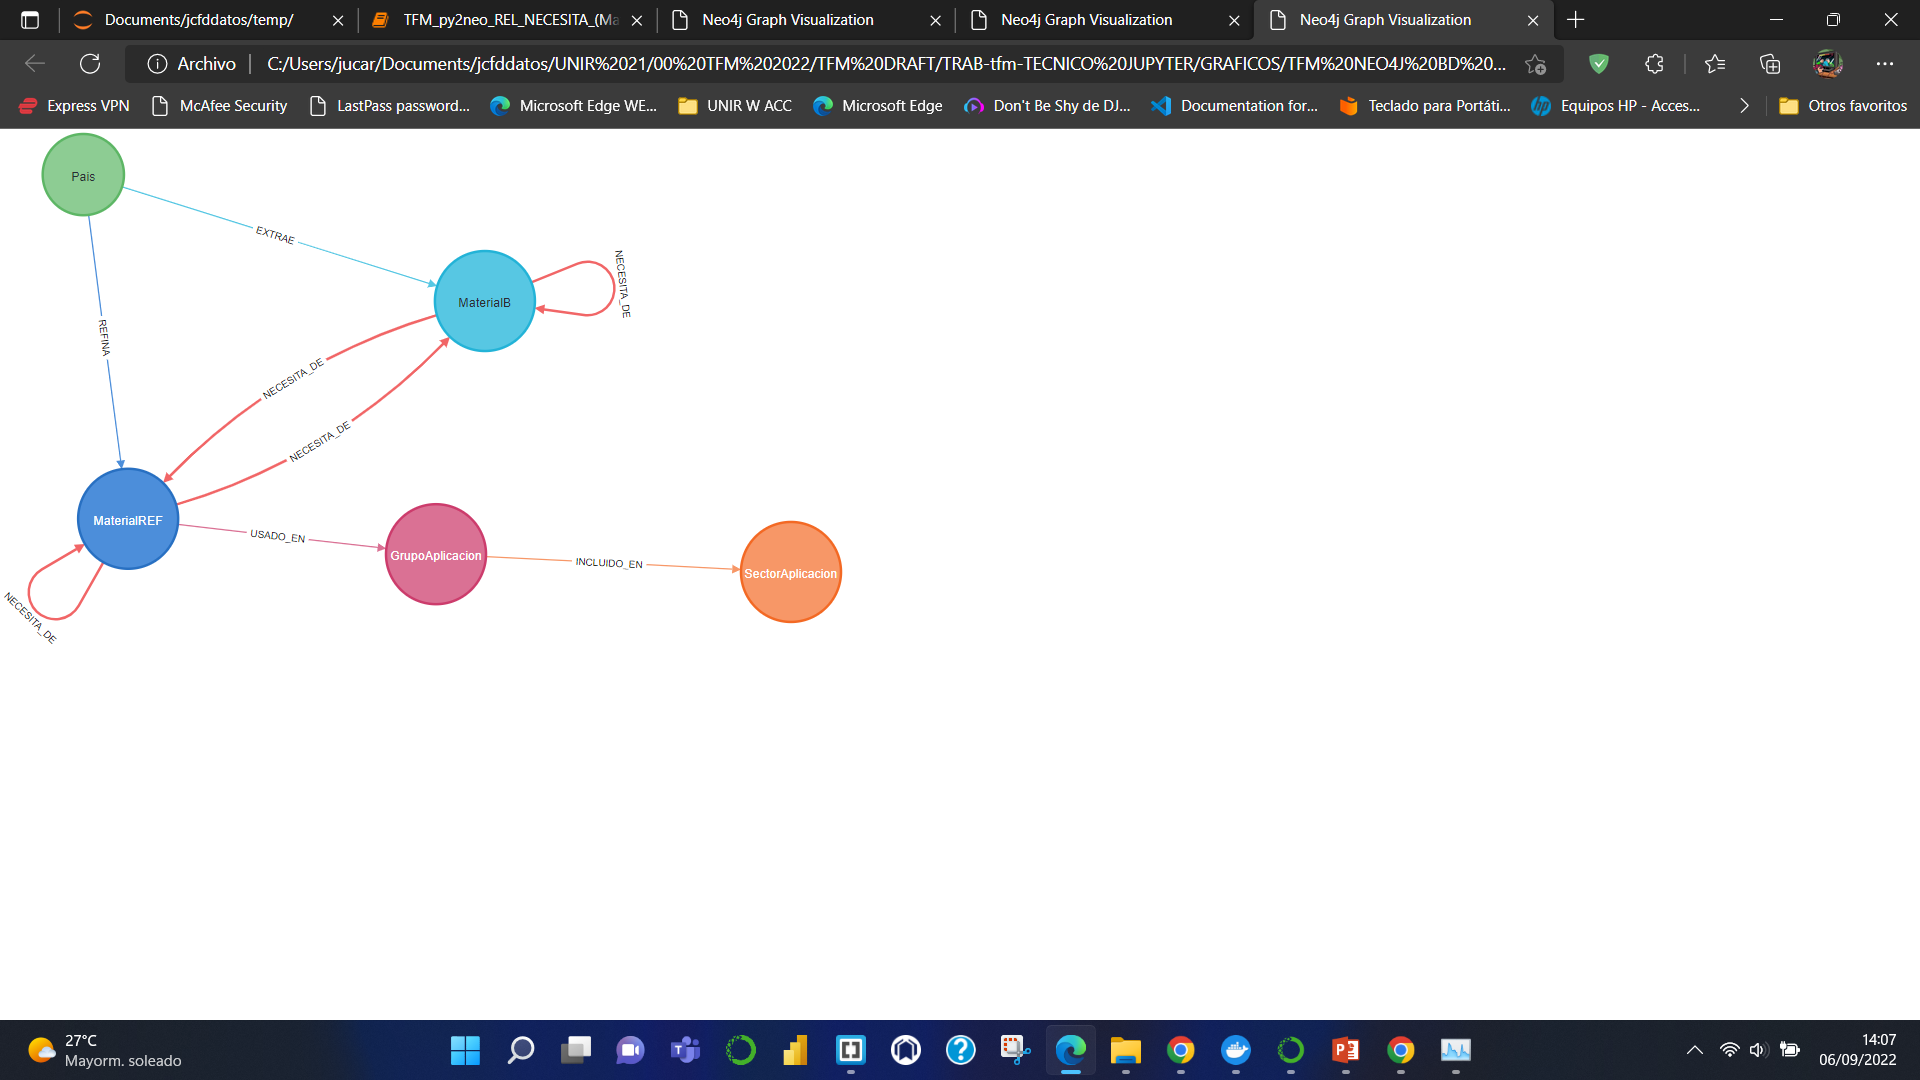 Documents/jcfddatos/temp/
TFM_py2neo_REL_NECESITA_(Ma
Neo4j Graph Visualization
Neo4j Graph Visualization
Neo4j Graph Visualization
Archivo
C:/Users/jucar/Documents/jcfddatos/UNIR%2021/00%20TFM%202022/TFM%20DRAFT/TRAB-tfm-TECNICO%20JUPYTER/GRAFICOS/TFM%20NEO4J%20BD%20...
Express VPN
McAfee Security
LastPass password...
Microsoft Edge WE...
UNIR W ACC
Microsoft Edge
Don't Be Shy de DJ...
Documentation for...
Teclado para Portáti...
Equipos HP - Acces...
Otros favoritos
Pais
EXTRAE
NECESITA_DE
MaterialB
REFINA
NECESITA_DE
NECESITA_DE
MaterialREF
USADO_EN
GrupoAplicacion
INCLUIDO_EN
SectorAplicacion
NECESITA_DE
27°C
Mayorm. soleado
14:07
06/09/2022